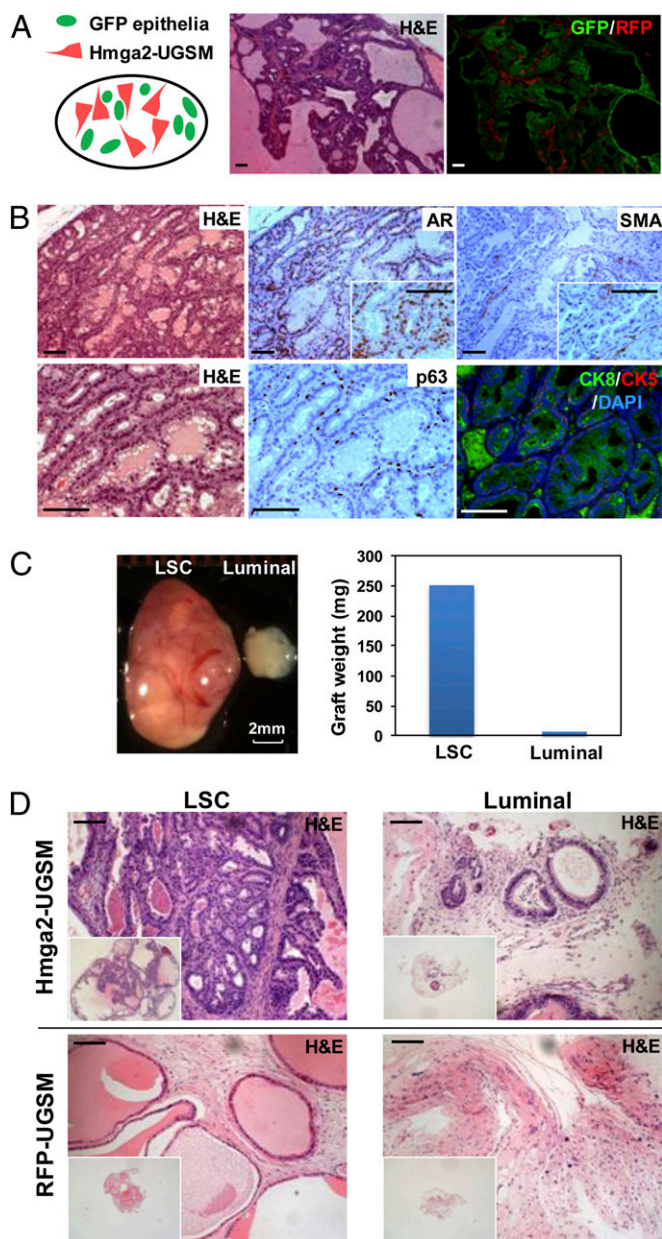 A
GFP epithelia
Hmga2-UGSM
H&E
GFP/RFP
B
H&E
AR
SMA
H&E
p63
CK8/CK5
/DAPI
C
LSC
Luminal
2mm
Graft weight (mg)
300
250
200
150
100
50
0
LSC
Luminal
D
LSC
Luminal
Hmga2-UGSM
H&E
H&E
RFP-UGSM
H&E
H&E